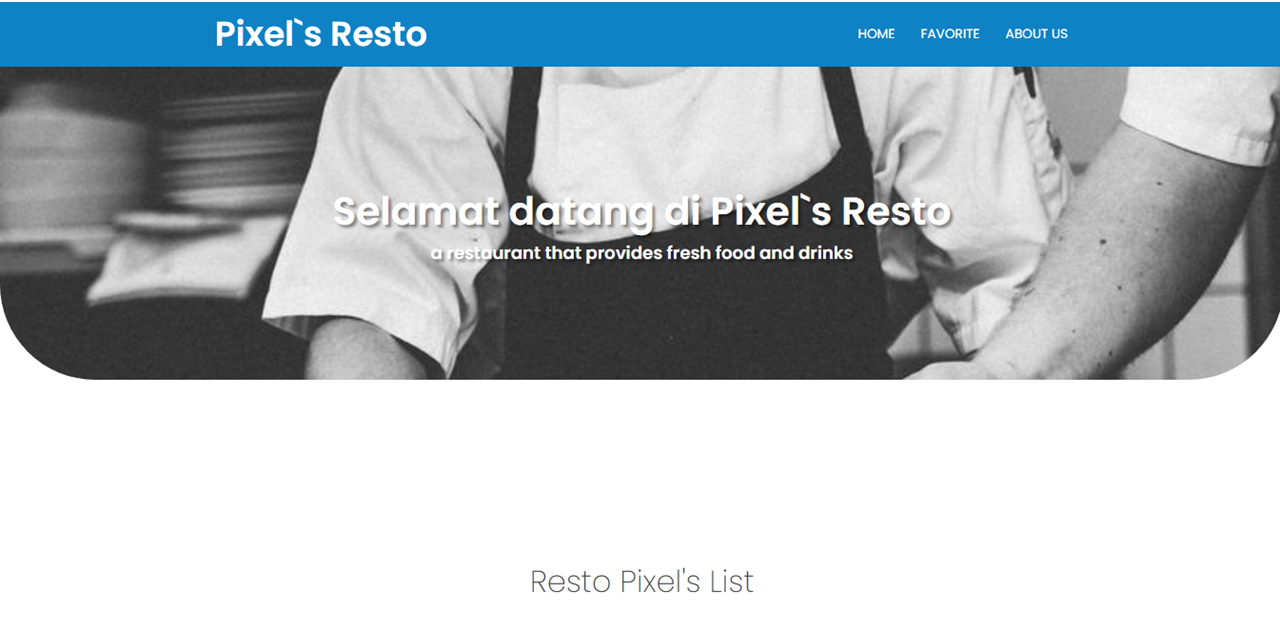 Pixel`s Resto
HOME FAVORITE ABOUT US
Selamat datang di Pixel`s Resto
a restaurant that provides fresh food and drinks
Resto Pixel's List